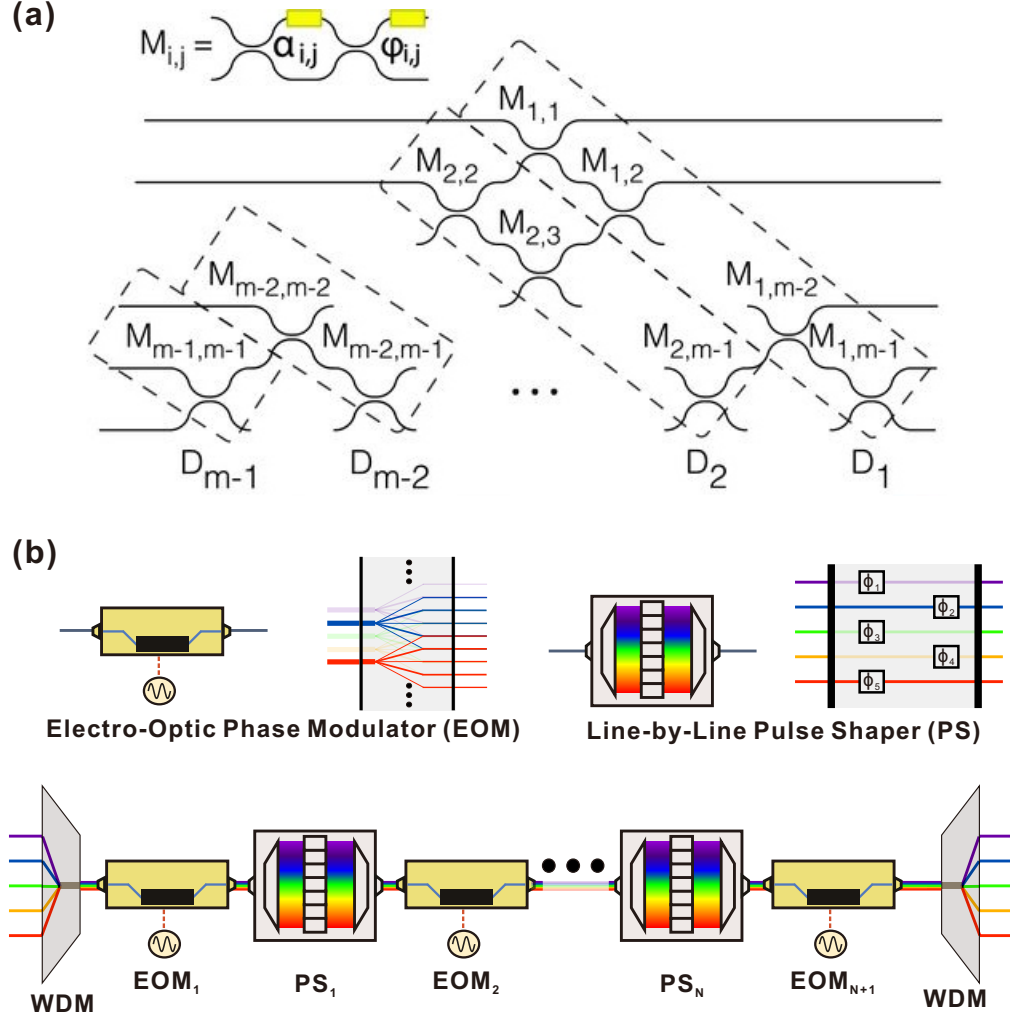 (a)
M_{i,j} =
α_{i,j}
φ_{i,j}
M_{1,1}
M_{2,2}
M_{1,2}
M_{2,3}
M_{m-2,m-2}
M_{1,m-2}
M_{m-1,m-1}
M_{m-2,m-1}
M_{2,m-1}
M_{1,m-1}
D_{m-1}
D_{m-2}
D_2
D_1
(b)
ϕ_1
ϕ_2
ϕ_3
ϕ_4
ϕ_5
Electro-Optic Phase Modulator (EOM)
Line-by-Line Pulse Shaper (PS)
WDM
EOM_1
PS_1
EOM_2
PS_N
EOM_{N+1}
WDM